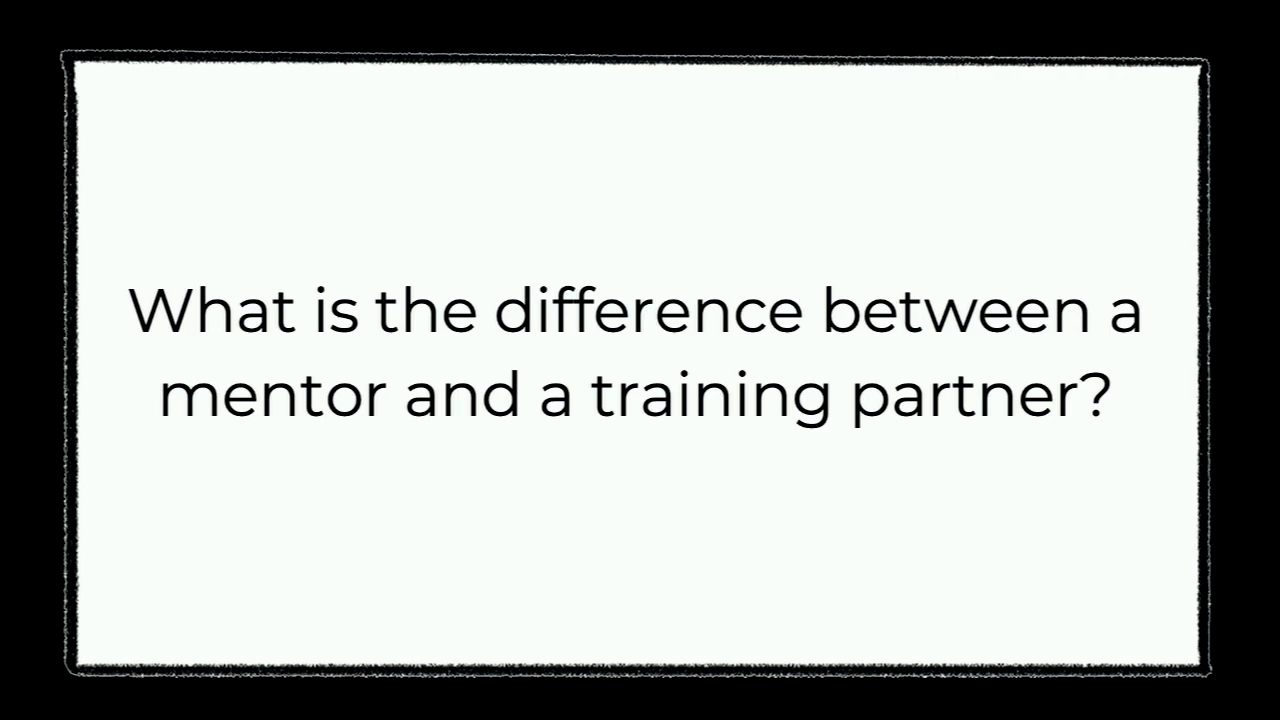 What is the difference between a
mentor and a training partner?